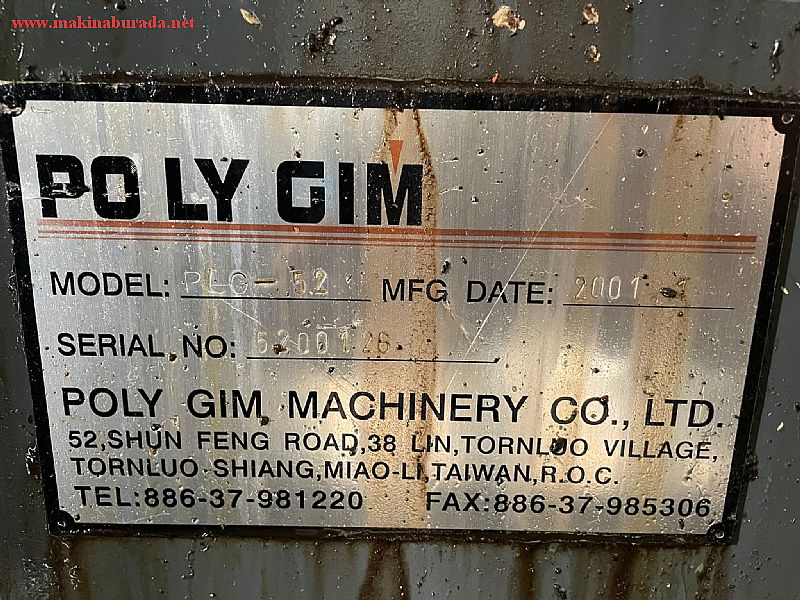 www.makinaburada.net
POLY GIM
MODEL: PLG-52 MFG DATE: 2001.1
SERIAL NO: 5200126
POLY GIM MACHINERY CO., LTD.
52,SHUN FENG ROAD,38 LIN,TORNLUO VILLAGE,
TORNLUO SHIANG,MIAO-LI,TAIWAN,R.O.C.
TEL:886-37-981220 FAX:886-37-985306